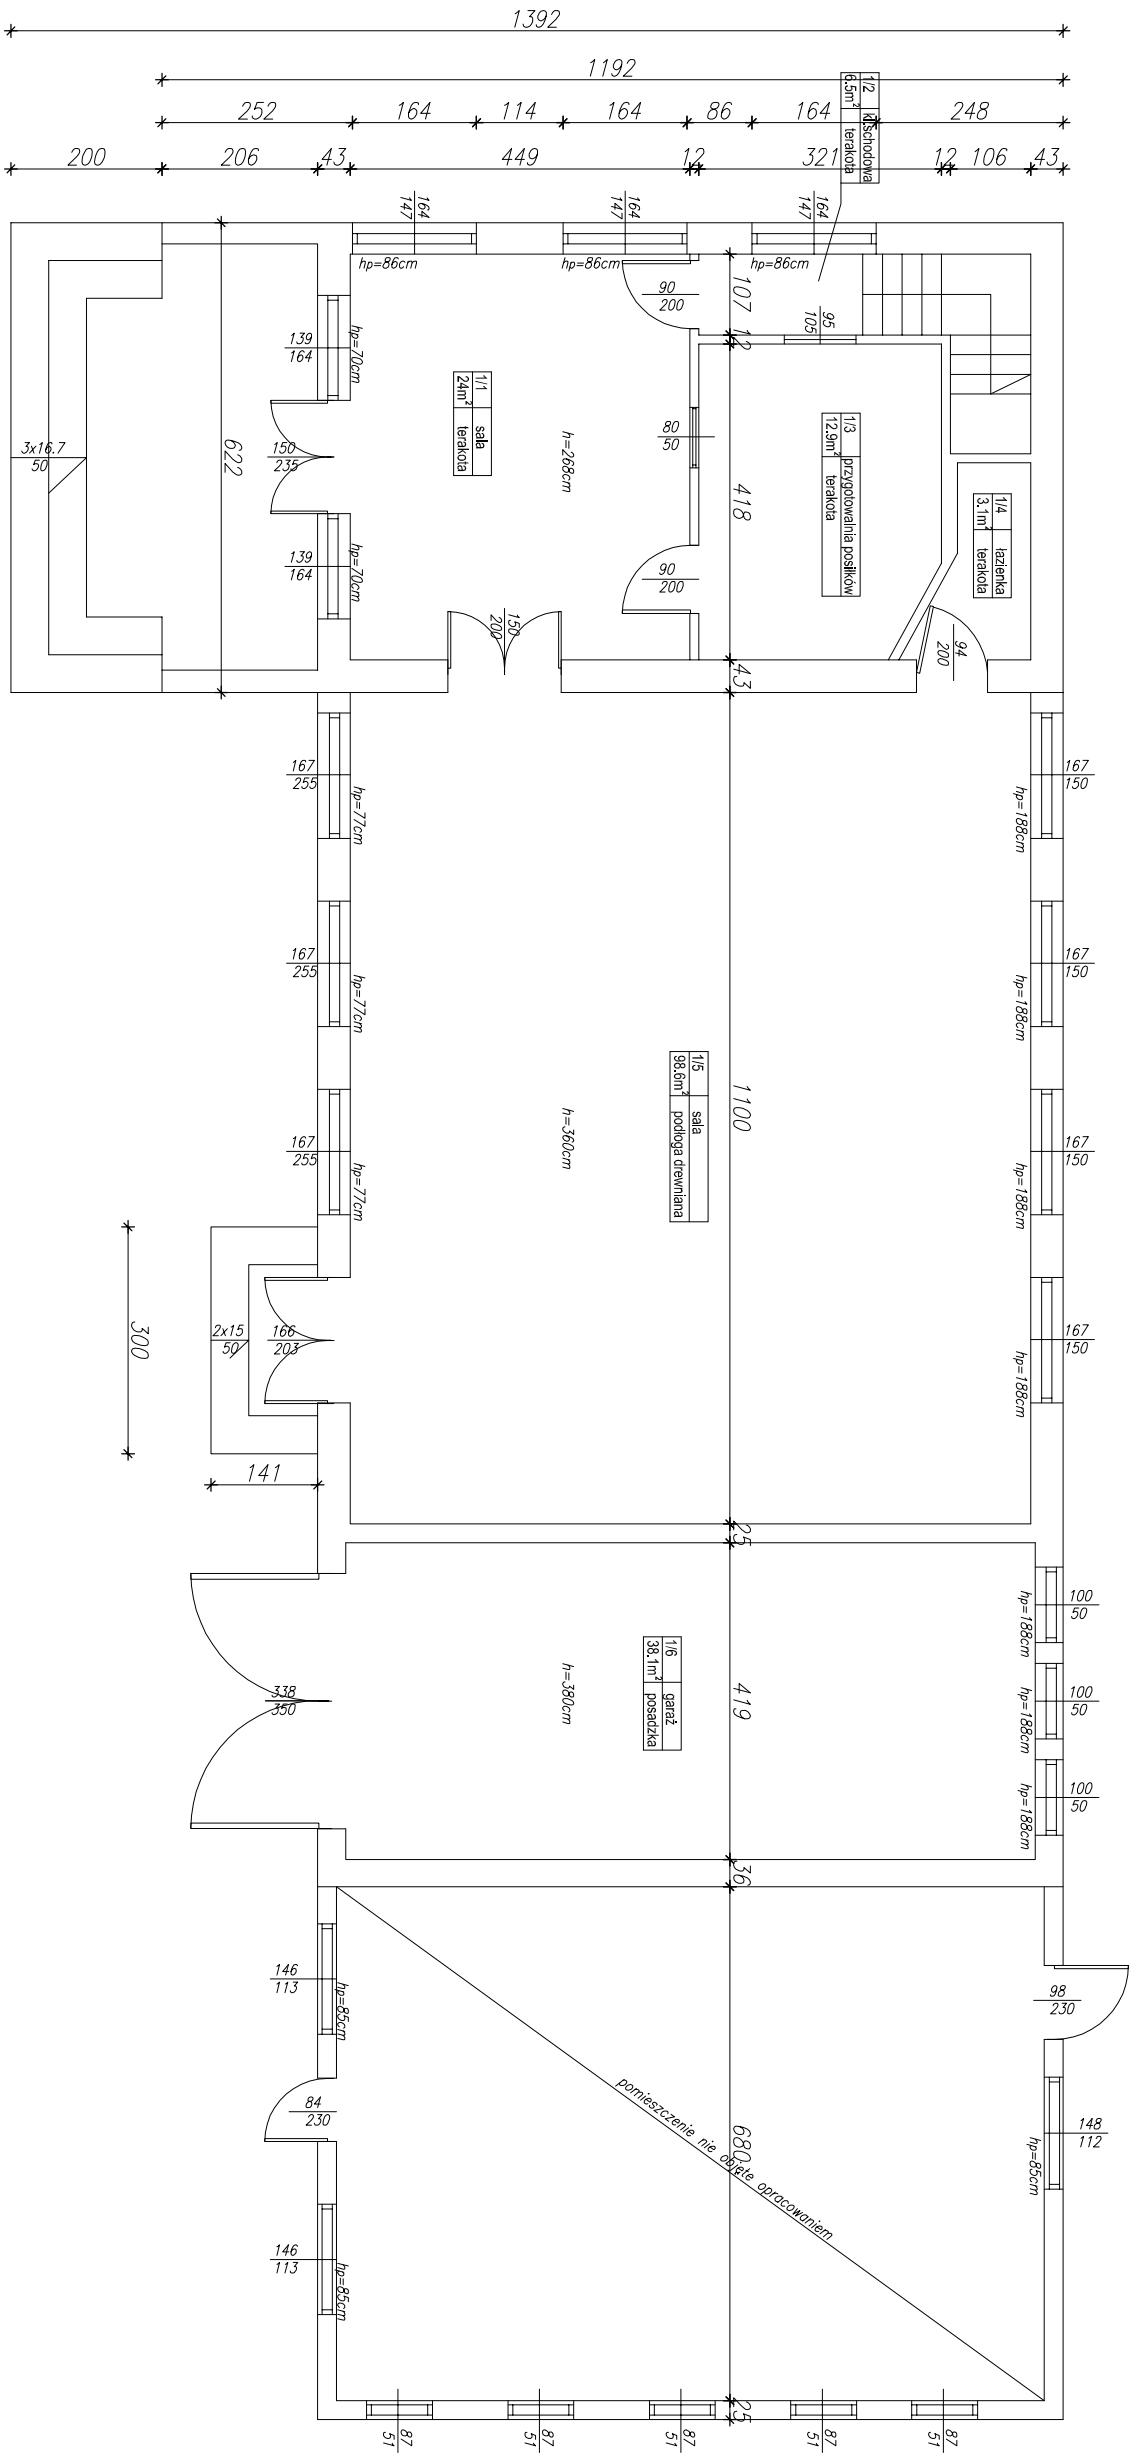 1392
1192
252 164 114 164 86 164 248
200 206 43 449 12 321 12 106 43
1/2 kl.schodowa
6.5m² terakota
164
147
164
147
164
147
hp=86cm
hp=86cm
hp=86cm
90
200
107
12
95
105
139
164
hp=70cm
1/1 sala
24m² terakota
h=268cm
80
50
1/3 przygotowalnia posiłków
12.9m² terakota
3x16.7
50
622
150
235
418
1/4 łazienka
3.1m² terakota
139
164
hp=70cm
90
200
150
200
94
200
43
167
255
hp=77cm
167
150
hp=188cm
167
255
hp=77cm
167
150
hp=188cm
167
255
hp=77cm
h=360cm
1/5 sala
98.6m² podłoga drewniana
1100
167
150
hp=188cm
300
2x15
50
166
203
167
150
hp=188cm
141
25
100
50
hp=188cm
338
350
h=380cm
1/6 garaż
38.1m² posadzka
419
100
50
hp=188cm
100
50
hp=188cm
36
146
113
hp=85cm
98
230
84
230
pomieszczenie nie objęte opracowaniem
680
148
112
hp=85cm
146
113
hp=85cm
25
87
51
87
51
87
51
87
51
87
51